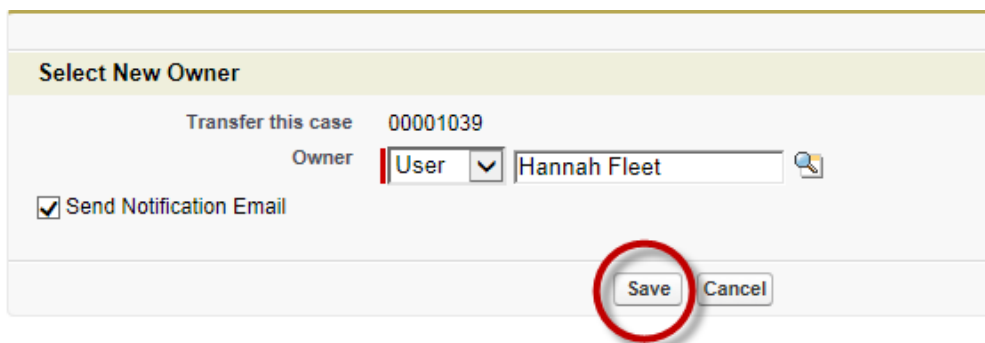 Select New Owner
Transfer this case 00001039
Owner User Hannah Fleet
Send Notification Email
Save Cancel